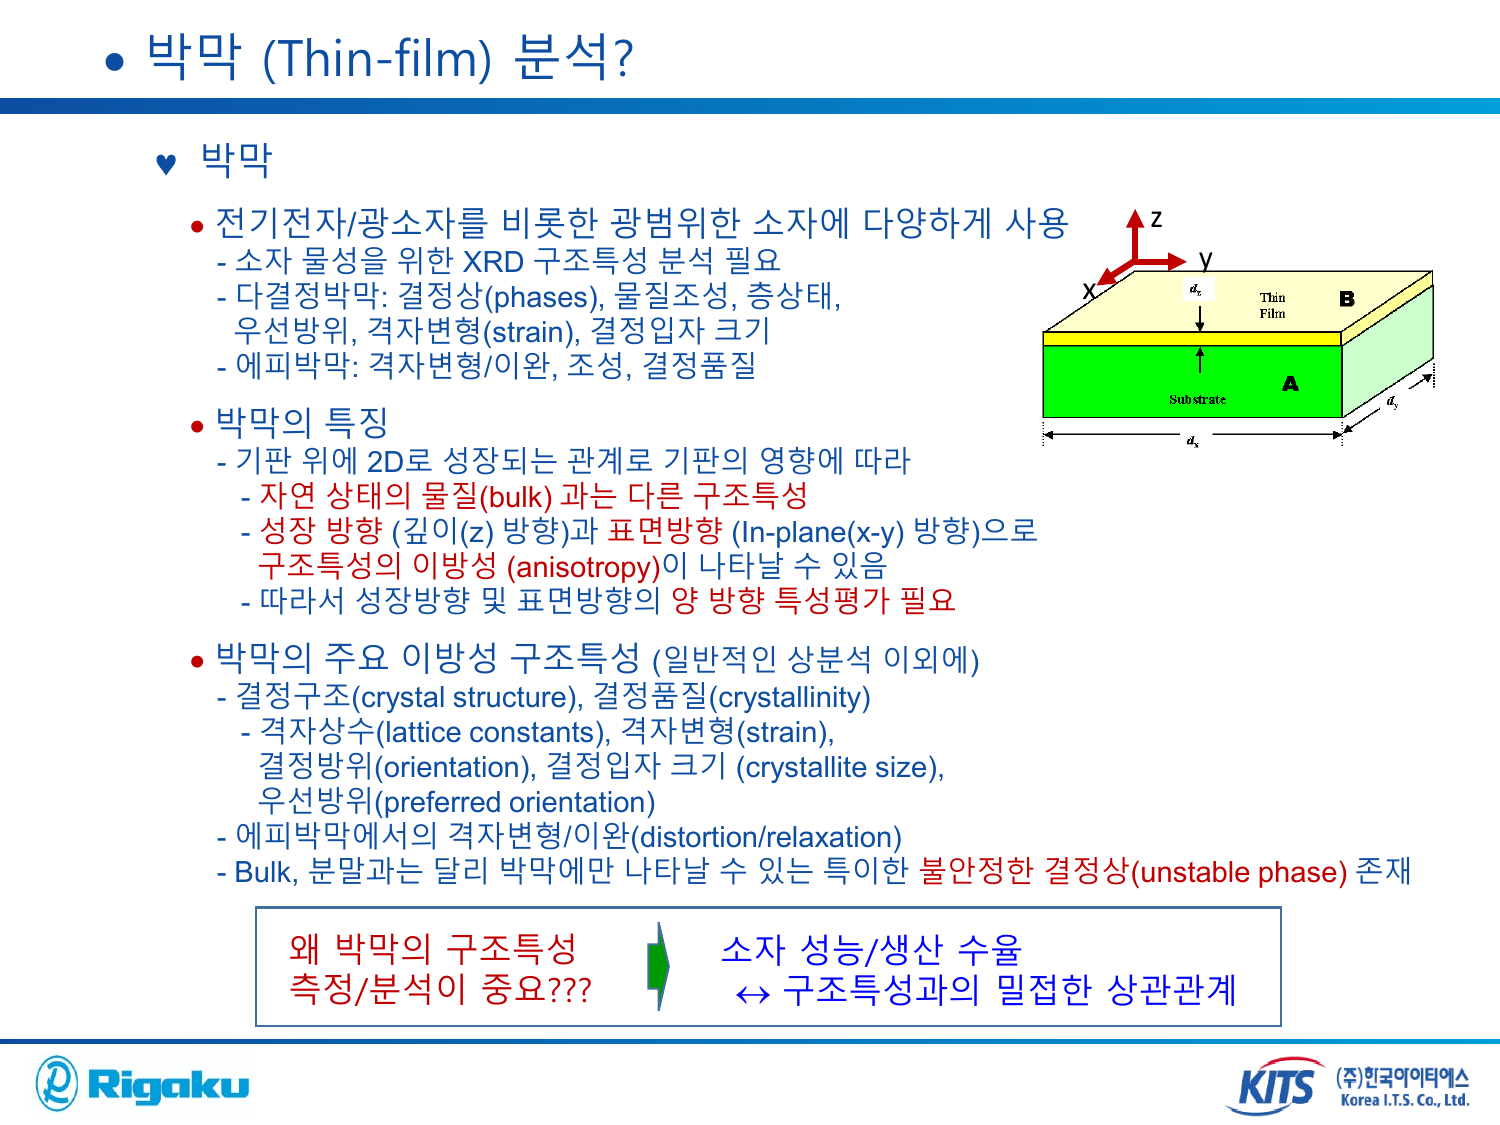 • 박막 (Thin-film) 분석?
♥ 박막
• 전기전자/광소자를 비롯한 광범위한 소자에 다양하게 사용
- 소자 물성을 위한 XRD 구조특성 분석 필요
- 다결정박막: 결정상(phases), 물질조성, 층상태,
우선방위, 격자변형(strain), 결정입자 크기
- 에피박막: 격자변형/이완, 조성, 결정품질
z
y
x
dz
Thin
Film
B
A
Substrate
dy
dx
• 박막의 특징
- 기판 위에 2D로 성장되는 관계로 기판의 영향에 따라
- 자연 상태의 물질(bulk) 과는 다른 구조특성
- 성장 방향 (깊이(z) 방향)과 표면방향 (In-plane(x-y) 방향)으로
구조특성의 이방성 (anisotropy)이 나타날 수 있음
- 따라서 성장방향 및 표면방향의 양 방향 특성평가 필요
• 박막의 주요 이방성 구조특성 (일반적인 상분석 이외에)
- 결정구조(crystal structure), 결정품질(crystallinity)
- 격자상수(lattice constants), 격자변형(strain),
결정방위(orientation), 결정입자 크기 (crystallite size),
우선방위(preferred orientation)
- 에피박막에서의 격자변형/이완(distortion/relaxation)
- Bulk, 분말과는 달리 박막에만 나타날 수 있는 특이한 불안정한 결정상(unstable phase) 존재
왜 박막의 구조특성
측정/분석이 중요???
소자 성능/생산 수율
↔ 구조특성과의 밀접한 상관관계
Rigaku
KITS
(주)한국아이티에스
Korea I.T.S. Co., Ltd.